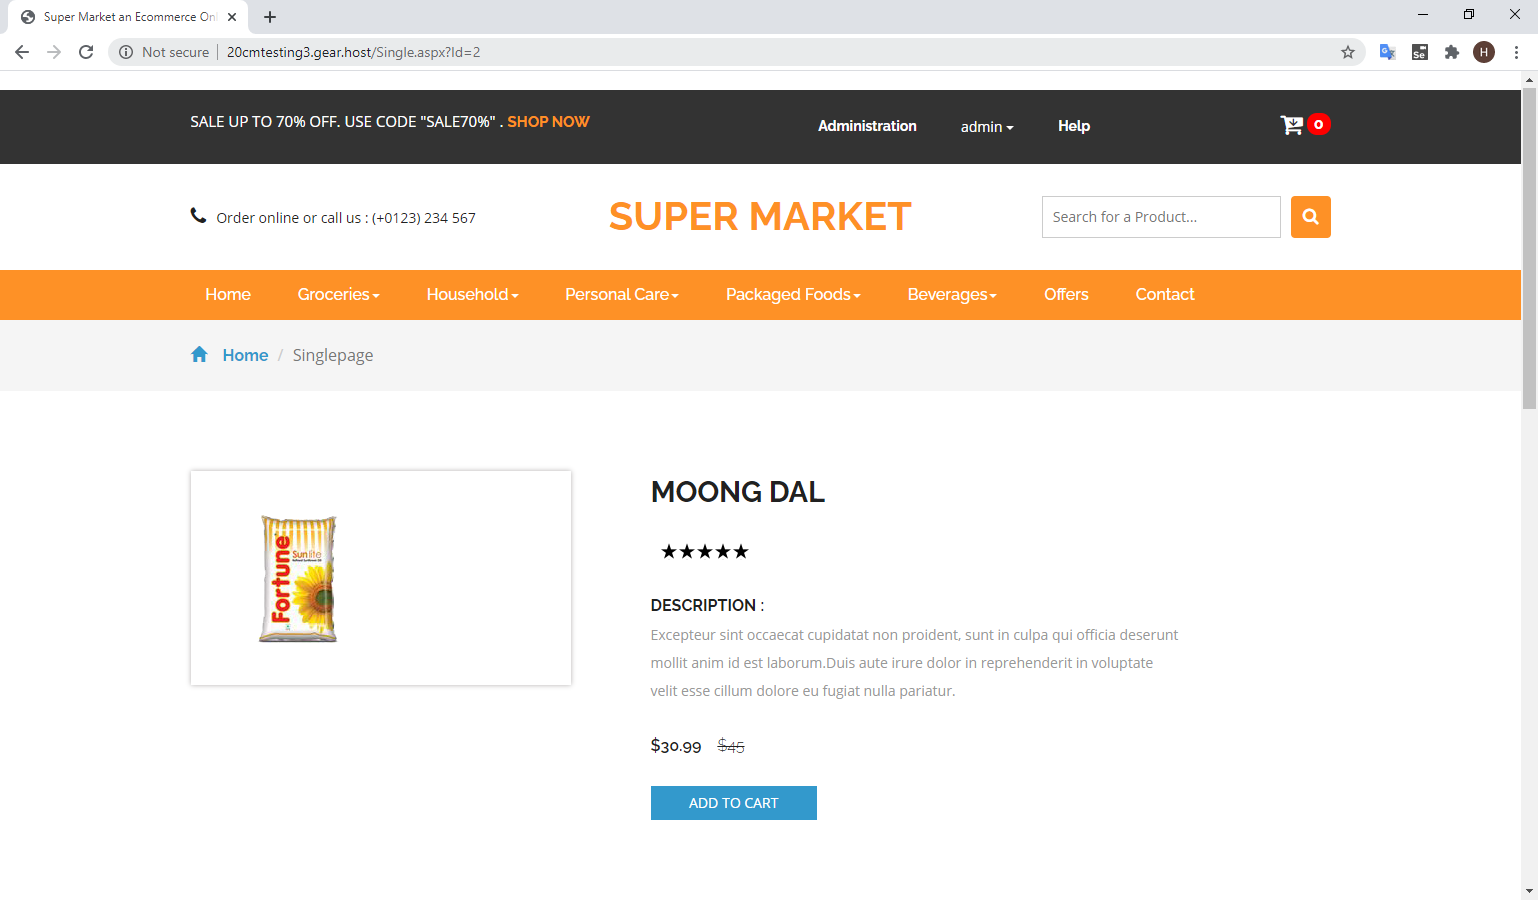 Super Market an Ecommerce Onl
Not secure
20cmtesting3.gear.host/Single.aspx?Id=2
Se
H
SALE UP TO 70% OFF. USE CODE "SALE70%" . SHOP NOW
Administration
admin
Help
0
Order online or call us : (+0123) 234 567
SUPER MARKET
Search for a Product...
Home
Groceries
Household
Personal Care
Packaged Foods
Beverages
Offers
Contact
Home / Singlepage
Fortune
Sunlite
MOONG DAL
★★★★★
DESCRIPTION :
Excepteur sint occaecat cupidatat non proident, sunt in culpa qui officia deserunt
mollit anim id est laborum.Duis aute irure dolor in reprehenderit in voluptate
velit esse cillum dolore eu fugiat nulla pariatur.
$30.99 $45
ADD TO CART